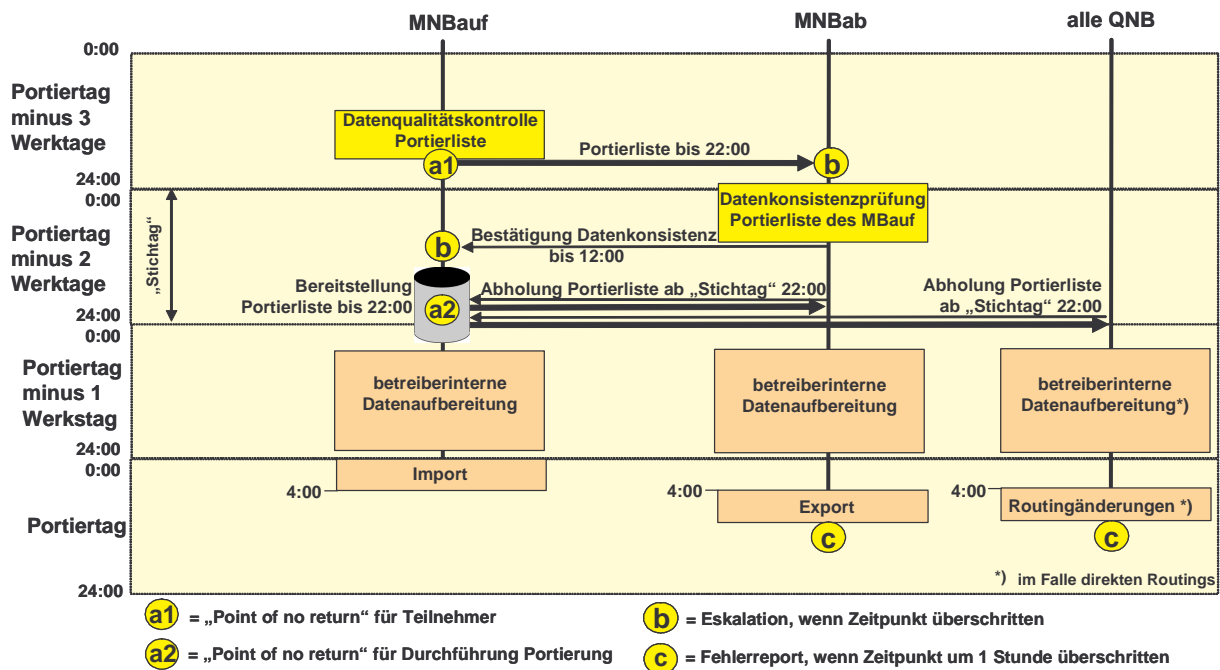 MNBauf
MNBab
alle QNB
0:00
Portiertag
minus 3
Werktage
24:00
Datenqualitätskontrolle
Portierliste
a1
Portierliste bis 22:00
b
0:00
„Stichtag“
Portiertag
minus 2
Werktage
24:00
Datenkonsistenzprüfung
Portierliste des MBauf
b
Bestätigung Datenkonsistenz
bis 12:00
Bereitstellung
Portierliste bis 22:00
a2
Abholung Portierliste ab „Stichtag“ 22:00
Abholung Portierliste
ab „Stichtag“ 22:00
0:00
Portiertag
minus 1
Werkstag
24:00
betreiberinterne
Datenaufbereitung
betreiberinterne
Datenaufbereitung
betreiberinterne
Datenaufbereitung*)
0:00
Portiertag
24:00
Import
4:00
4:00
Export
c
4:00
Routingänderungen *)
c
*) im Falle direkten Routings
a1 = „Point of no return“ für Teilnehmer
b = Eskalation, wenn Zeitpunkt überschritten
a2 = „Point of no return“ für Durchführung Portierung
c = Fehlerreport, wenn Zeitpunkt um 1 Stunde überschritten